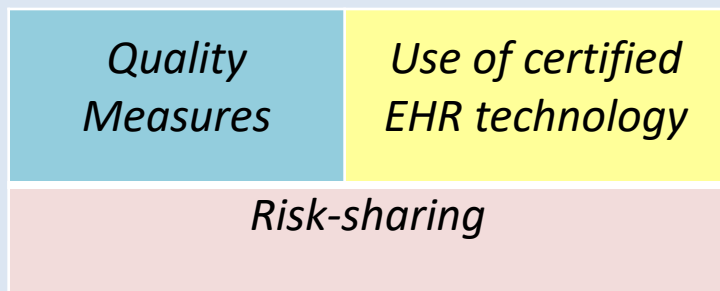 Quality
Measures
Use of certified
EHR technology
Risk-sharing